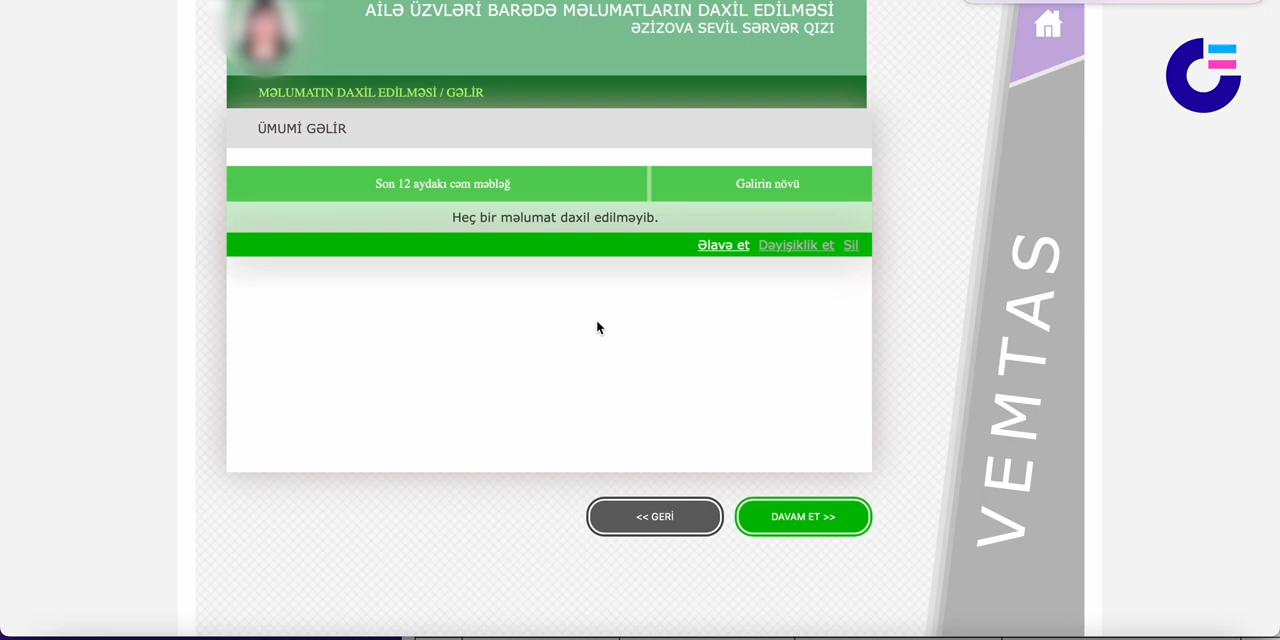 AİLƏ ÜZVLƏRİ BARƏDƏ MƏLUMATLARIN DAXİL EDİLMƏSİ
ƏZİZOVA SEVİL SƏRVƏR QIZI
MƏLUMATIN DAXİL EDİLMƏSİ / GƏLİR
ÜMUMİ GƏLİR
Son 12 aydakı cəm məbləğ Gəlirin növü
Heç bir məlumat daxil edilməyib.
Əlavə et Dəyişiklik et Sil
<< GERİ DAVAM ET >>
VEMTAS